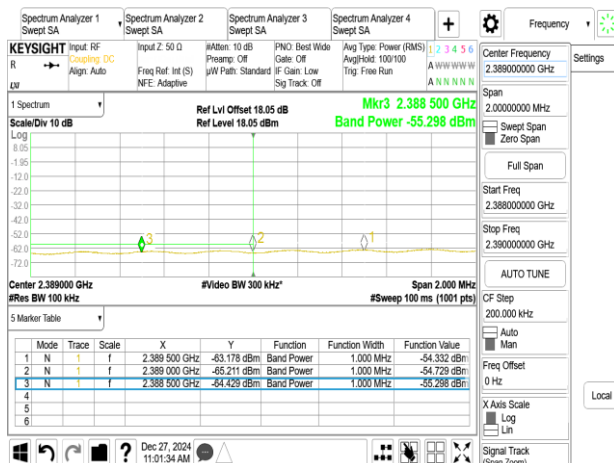 Spectrum Analyzer 1
Swept SA
Spectrum Analyzer 2
Swept SA
Spectrum Analyzer 3
Swept SA
Spectrum Analyzer 4
Swept SA
+
Frequency
KEYSIGHT
R
LXI
Input: RF
Coupling: DC
Align: Auto
Input Z: 50 Ω
Freq Ref: Int (S)
NFE: Adaptive
#Atten: 10 dB
Preamp: Off
µW Path: Standard
PNO: Best Wide
Gate: Off
IF Gain: Low
Sig Track: Off
Avg Type: Power (RMS)
Avg|Hold: 100/100
Trig: Free Run
1 2 3 4 5 6
A W W W W W
A N N N N N
1 Spectrum
Scale/Div 10 dB
Ref Lvl Offset 18.05 dB
Ref Level 18.05 dBm
Mkr3 2.388 500 GHz
Band Power -55.298 dBm
Log
8.05
-1.95
-12.0
-22.0
-32.0
-42.0
-52.0
-62.0
-72.0
3
2
1
Center 2.389000 GHz
#Video BW 300 kHz*
Span 2.000 MHz
#Res BW 100 kHz
#Sweep 100 ms (1001 pts)
5 Marker Table
Mode Trace Scale X Y Function Function Width Function Value
1 N 1 f 2.389 500 GHz -63.178 dBm Band Power 1.000 MHz -54.332 dBm
2 N 1 f 2.389 000 GHz -65.211 dBm Band Power 1.000 MHz -54.729 dBm
3 N 1 f 2.388 500 GHz -64.429 dBm Band Power 1.000 MHz -55.298 dBm
4
5
6
?
Dec 27, 2024
11:01:34 AM
Center Frequency
2.389000000 GHz
Span
2.00000000 MHz
Swept Span
Zero Span
Full Span
Start Freq
2.388000000 GHz
Stop Freq
2.390000000 GHz
AUTO TUNE
CF Step
200.000 kHz
Auto
Man
Freq Offset
0 Hz
X Axis Scale
Log
Lin
Signal Track
(Span Zoom)
Settings
Local